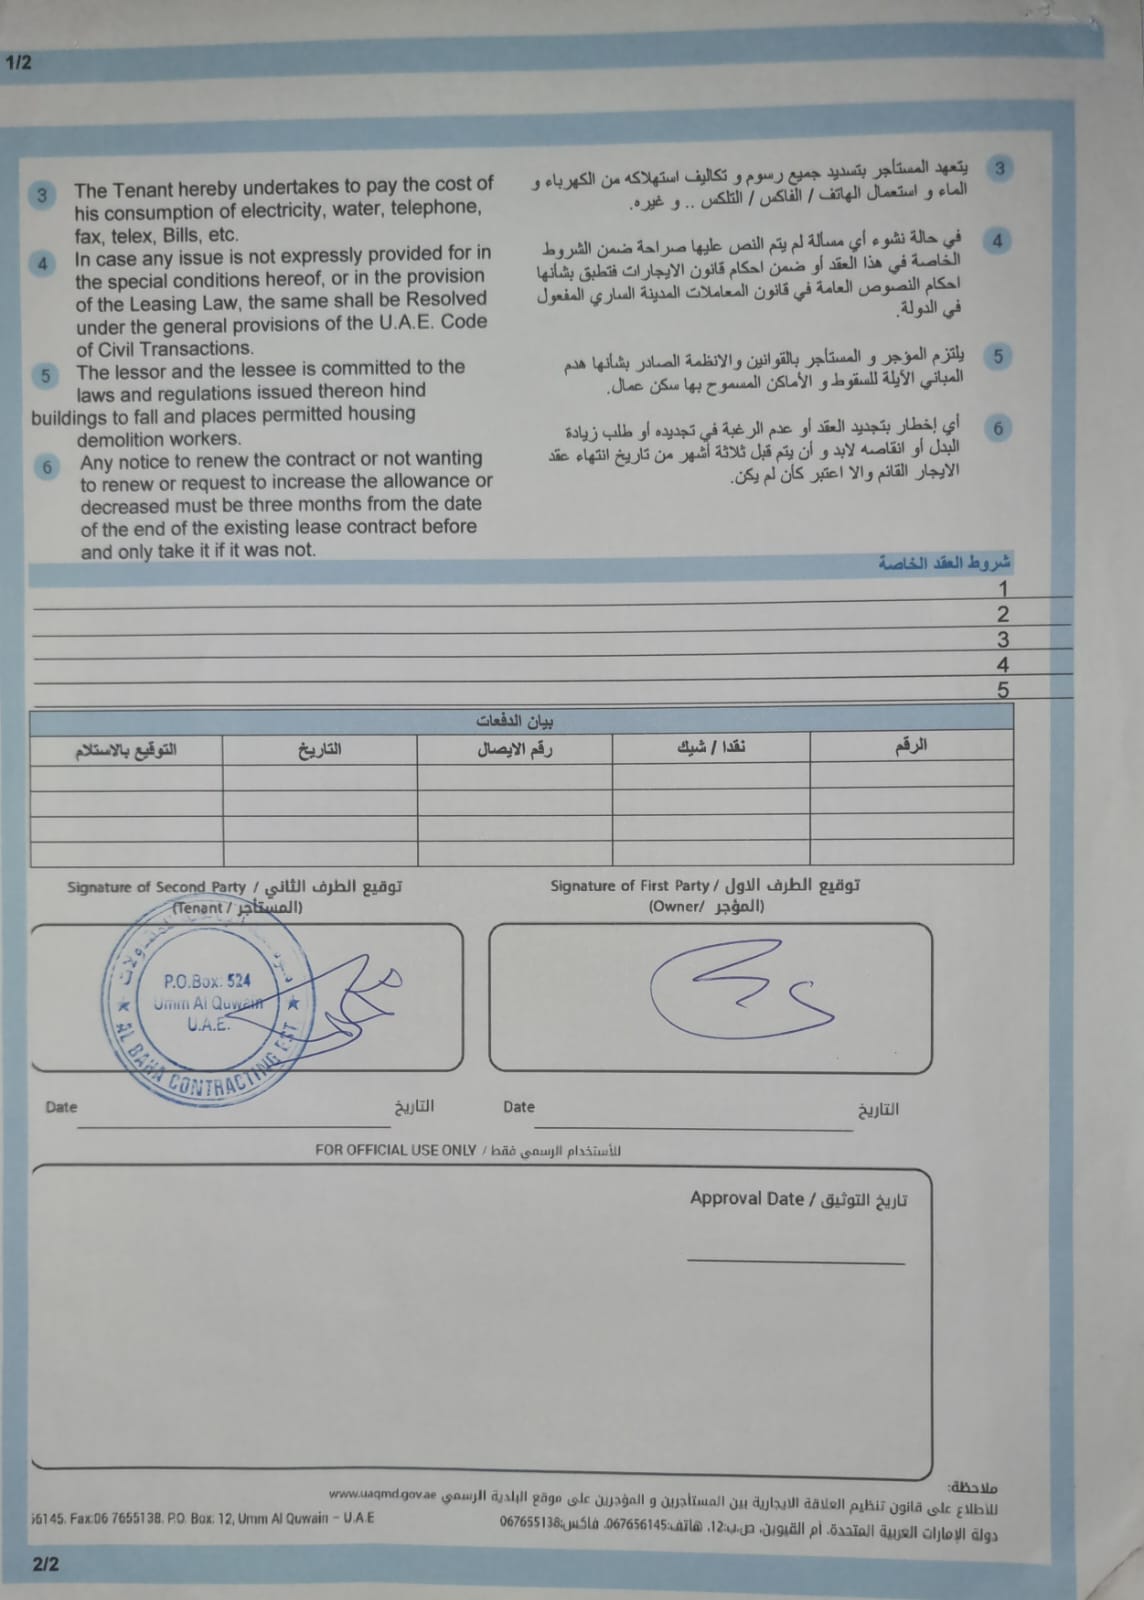 1/2
3 The Tenant hereby undertakes to pay the cost of
his consumption of electricity, water, telephone,
fax, telex, Bills, etc.
4 In case any issue is not expressly provided for in
the special conditions hereof, or in the provision
of the Leasing Law, the same shall be Resolved
under the general provisions of the U.A.E. Code
of Civil Transactions.
5 The lessor and the lessee is committed to the
laws and regulations issued thereon hind
buildings to fall and places permitted housing
demolition workers.
6 Any notice to renew the contract or not wanting
to renew or request to increase the allowance or
decreased must be three months from the date
of the end of the existing lease contract before
and only take it if it was not.
3 يتعهد المستأجر بتسديد جميع رسوم و تكاليف استهلاكه من الكهرباء و
الماء و استعمال الهاتف / الفاكس / التلكس .. و غيره.
4 في حالة نشوء أي مسألة لم يتم النص عليها صراحة ضمن الشروط
الخاصة في هذا العقد أو ضمن احكام قانون الايجارات فتطبق بشأنها
احكام النصوص العامة في قانون المعاملات المدينة الساري المفعول
في الدولة.
5 يلتزم المؤجر و المستأجر بالقوانين والانظمة الصادر بشأنها هدم
المباني الآيلة للسقوط و الأماكن المسموح بها سكن عمال.
6 أي إخطار بتجديد العقد أو عدم الرغبة في تجديده أو طلب زيادة
البدل أو انقاصه لابد و أن يتم قبل ثلاثة أشهر من تاريخ انتهاء عقد
الايجار القائم والا اعتبر كأن لم يكن.
شروط العقد الخاصة
1
2
3
4
5
بيان الدفعات
الرقم نقدا / شيك رقم الايصال التاريخ التوقيع بالاستلام
Signature of Second Party / توقيع الطرف الثاني
(Tenant / المستأجر)
Signature of First Party / توقيع الطرف الاول
(Owner/ المؤجر)
P.O.Box: 524
Umm Al Quwain
U.A.E.
AL BAHA CONTRACTING EST
Date التاريخ
Date التاريخ
FOR OFFICIAL USE ONLY / للأستخدام الرسمي فقط
Approval Date / تاريخ التوثيق
ملاحظة:
للأطلاع على قانون تنظيم العلاقة الايجارية بين المستأجرين و المؤجرين على موقع البلدية الرسمي www.uaqmd.gov.ae
دولة الإمارات العربية المتحدة، أم القيوين، ص.ب:12، هاتف:067656145، فاكس:067655138
56145. Fax:06 7655138. P.O. Box: 12, Umm Al Quwain – U.A.E
2/2